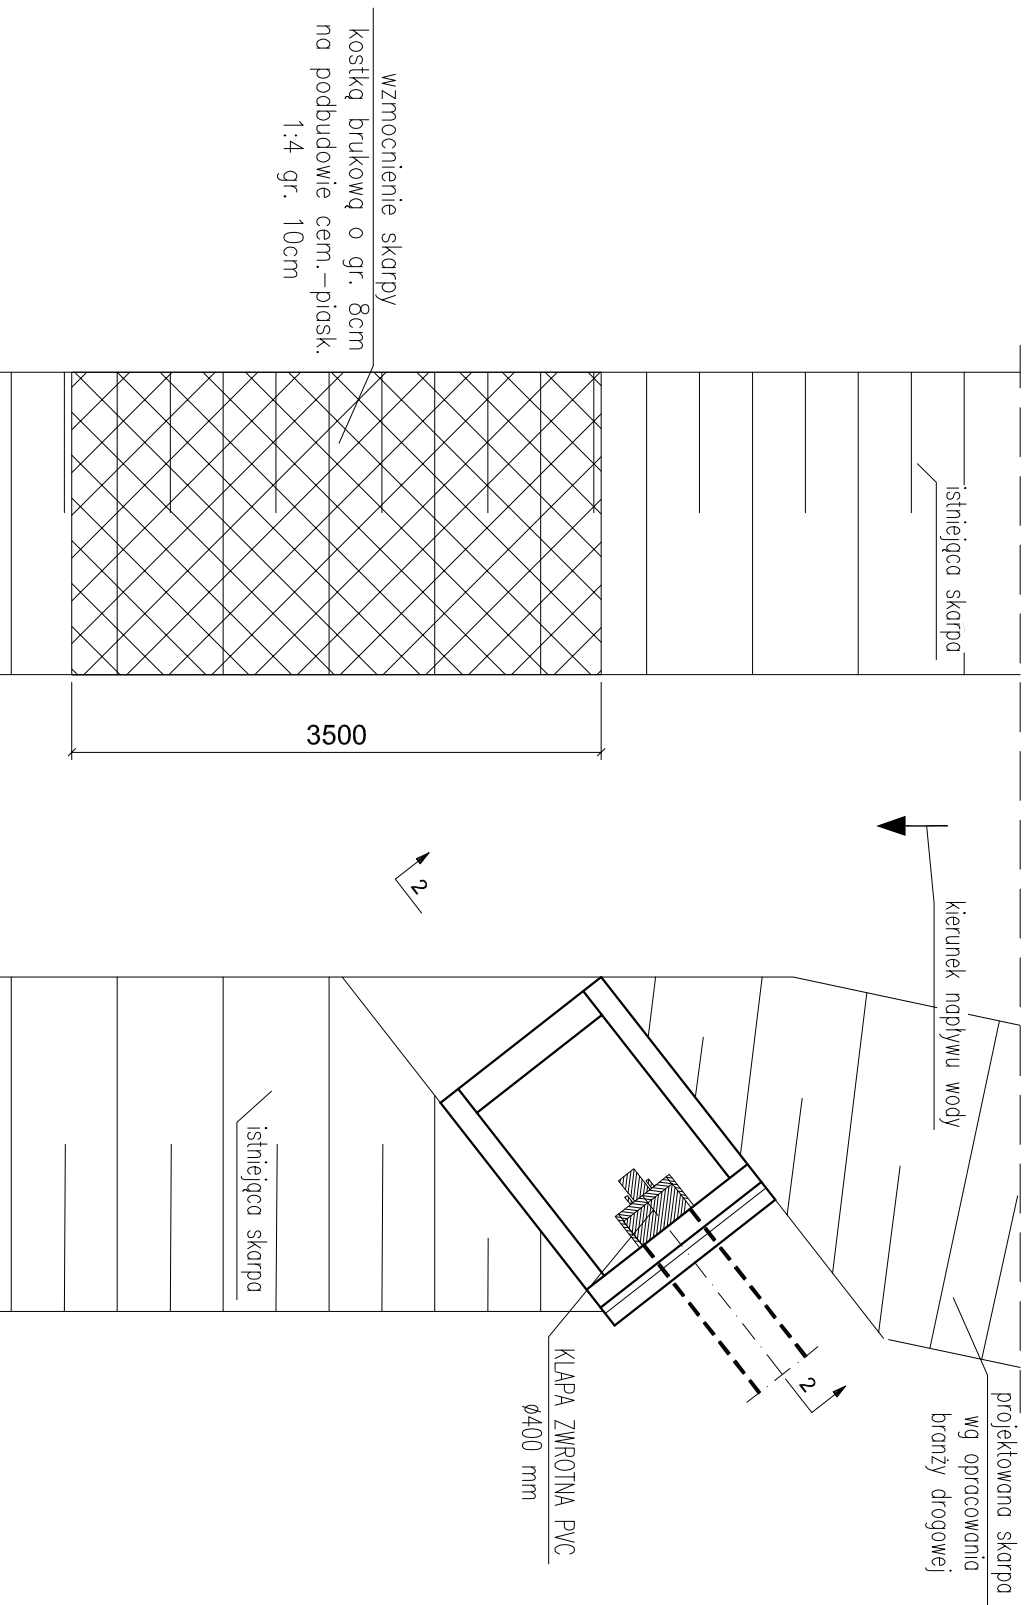 wzmocnienie skarpy
kostką brukową o gr. 8cm
na podbudowie cem.-piask.
1:4 gr. 10cm
istniejąca skarpa
3500
kierunek napływu wody
2
istniejąca skarpa
2
KLAPA ZWROTNA PVC
ø400 mm
projektowana skarpa
wg opracowania
branży drogowej